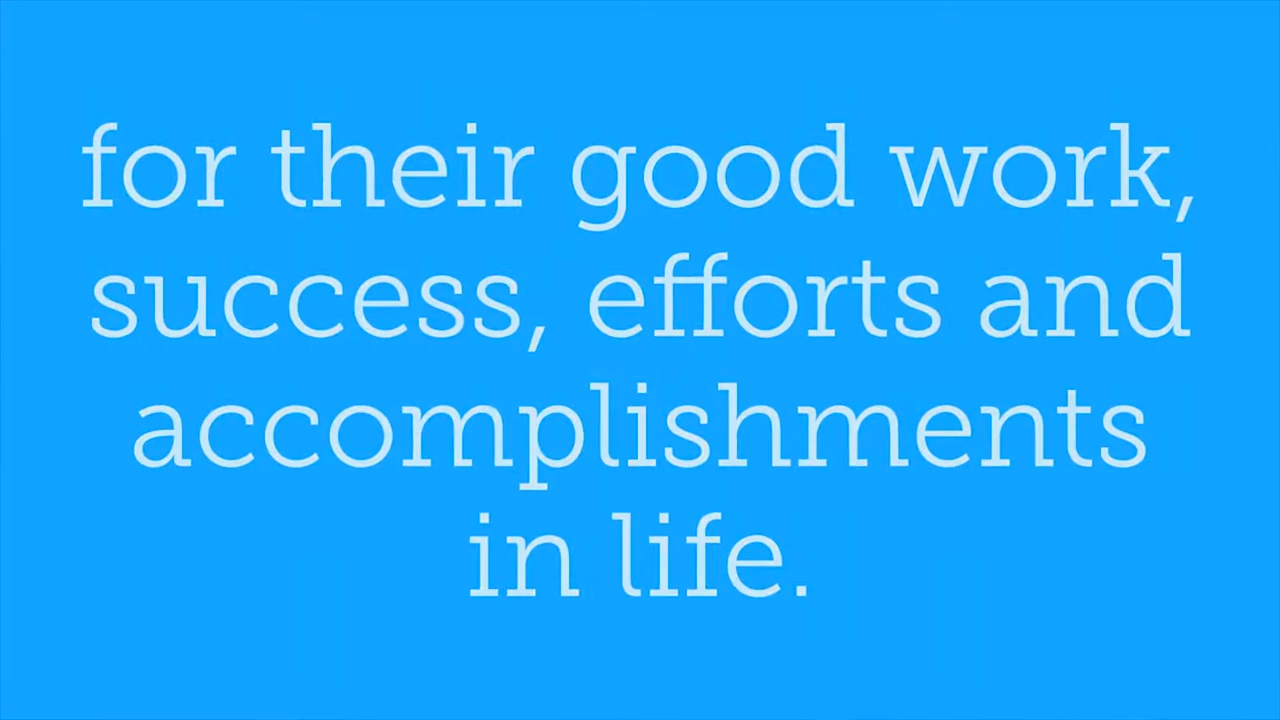 for their good work,
success, efforts and
accomplishments
in life.